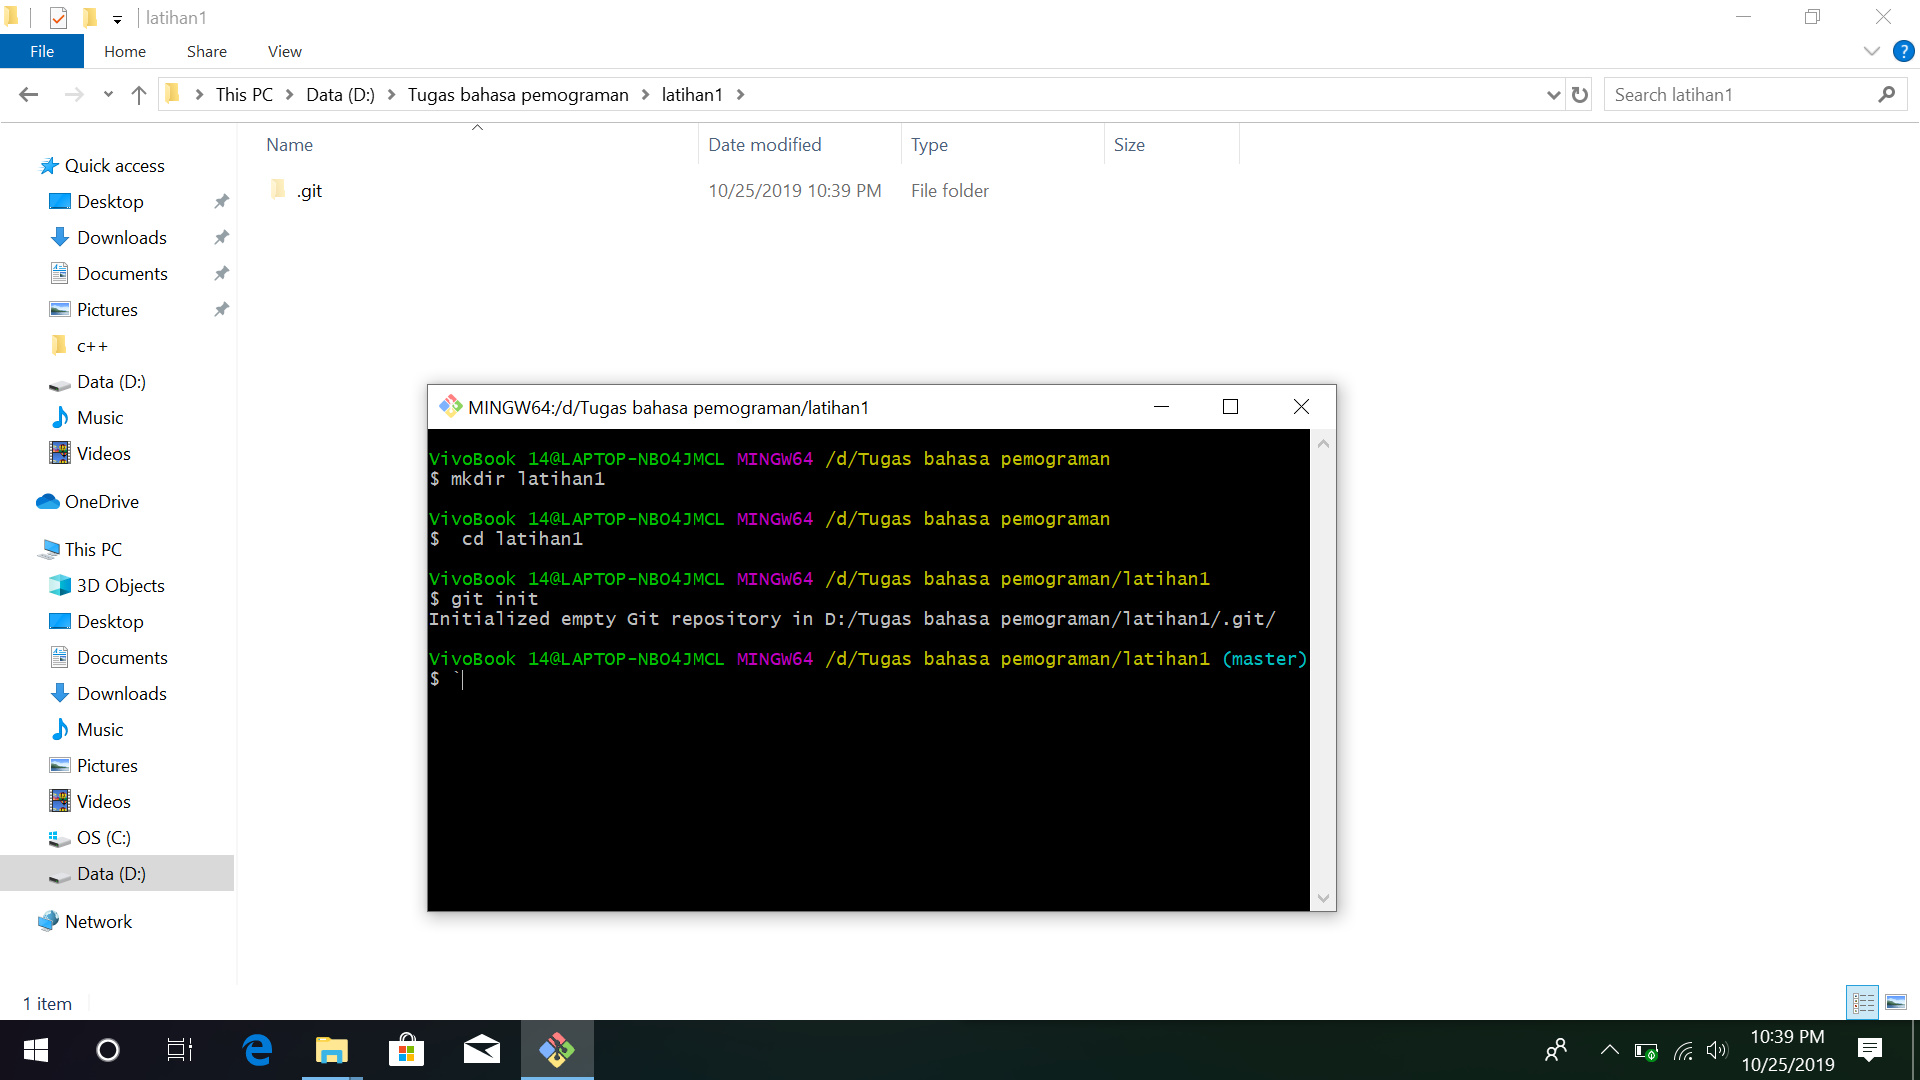 latihan1
File Home Share View
This PC Data (D:) Tugas bahasa pemograman latihan1
Search latihan1
Name Date modified Type Size
.git 10/25/2019 10:39 PM File folder
Quick access
Desktop
Downloads
Documents
Pictures
c++
Data (D:)
Music
Videos
OneDrive
This PC
3D Objects
Desktop
Documents
Downloads
Music
Pictures
Videos
OS (C:)
Data (D:)
Network
1 item
MINGW64:/d/Tugas bahasa pemograman/latihan1
VivoBook 14@LAPTOP-NBO4JMCL MINGW64 /d/Tugas bahasa pemograman
$ mkdir latihan1
VivoBook 14@LAPTOP-NBO4JMCL MINGW64 /d/Tugas bahasa pemograman
$  cd latihan1
VivoBook 14@LAPTOP-NBO4JMCL MINGW64 /d/Tugas bahasa pemograman/latihan1
$ git init
Initialized empty Git repository in D:/Tugas bahasa pemograman/latihan1/.git/
VivoBook 14@LAPTOP-NBO4JMCL MINGW64 /d/Tugas bahasa pemograman/latihan1 (master)
$ `
10:39 PM
10/25/2019